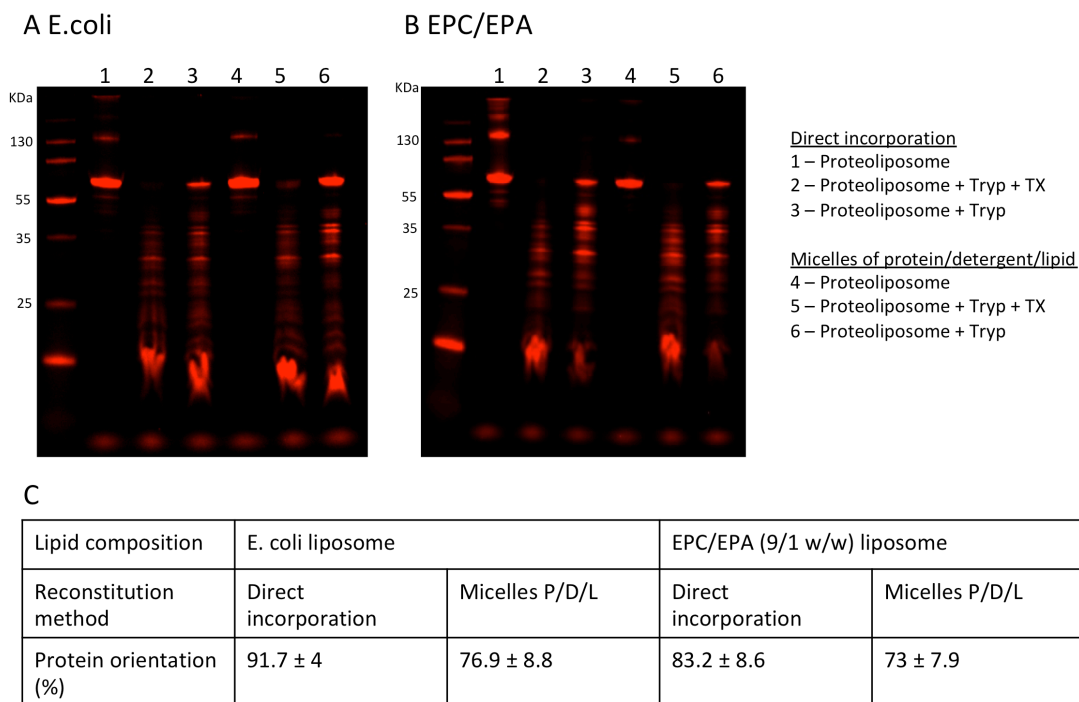 A E.coli
B EPC/EPA
1 2 3 4 5 6
1 2 3 4 5 6
KDa
130
55
35
25
KDa
130
55
35
25
Direct incorporation
1 – Proteoliposome
2 – Proteoliposome + Tryp + TX
3 – Proteoliposome + Tryp
Micelles of protein/detergent/lipid
4 – Proteoliposome
5 – Proteoliposome + Tryp + TX
6 – Proteoliposome + Tryp
C
Lipid composition
E. coli liposome
EPC/EPA (9/1 w/w) liposome
Reconstitution
method
Direct
incorporation
Micelles P/D/L
Direct
incorporation
Micelles P/D/L
Protein orientation
(%)
91.7 ± 4
76.9 ± 8.8
83.2 ± 8.6
73 ± 7.9